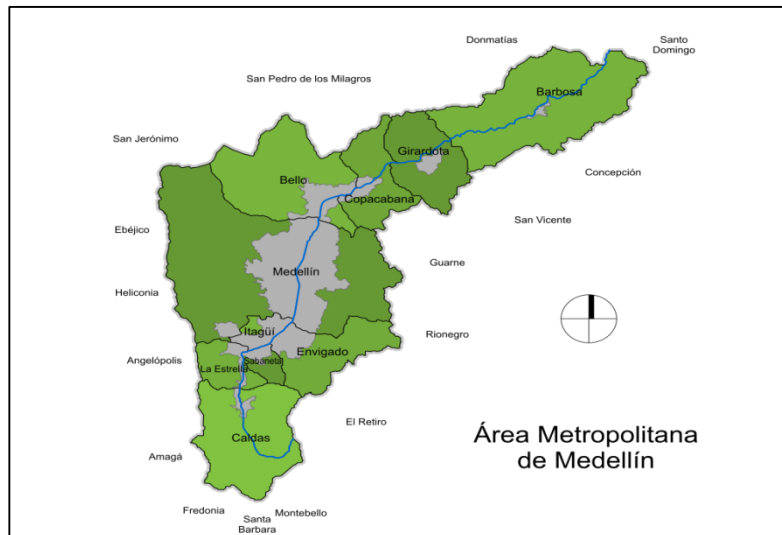 Donmatías
Santo
Domingo
San Pedro de los Milagros
Barbosa
San Jerónimo
Girardota
Concepción
Bello
Copacabana
San Vicente
Ebéjico
Guarne
Medellín
Heliconia
Itagüí
Rionegro
Envigado
Angelópolis
Sabaneta
La Estrella
El Retiro
Caldas
Área Metropolitana
de Medellín
Amagá
Fredonia
Montebello
Santa
Barbara